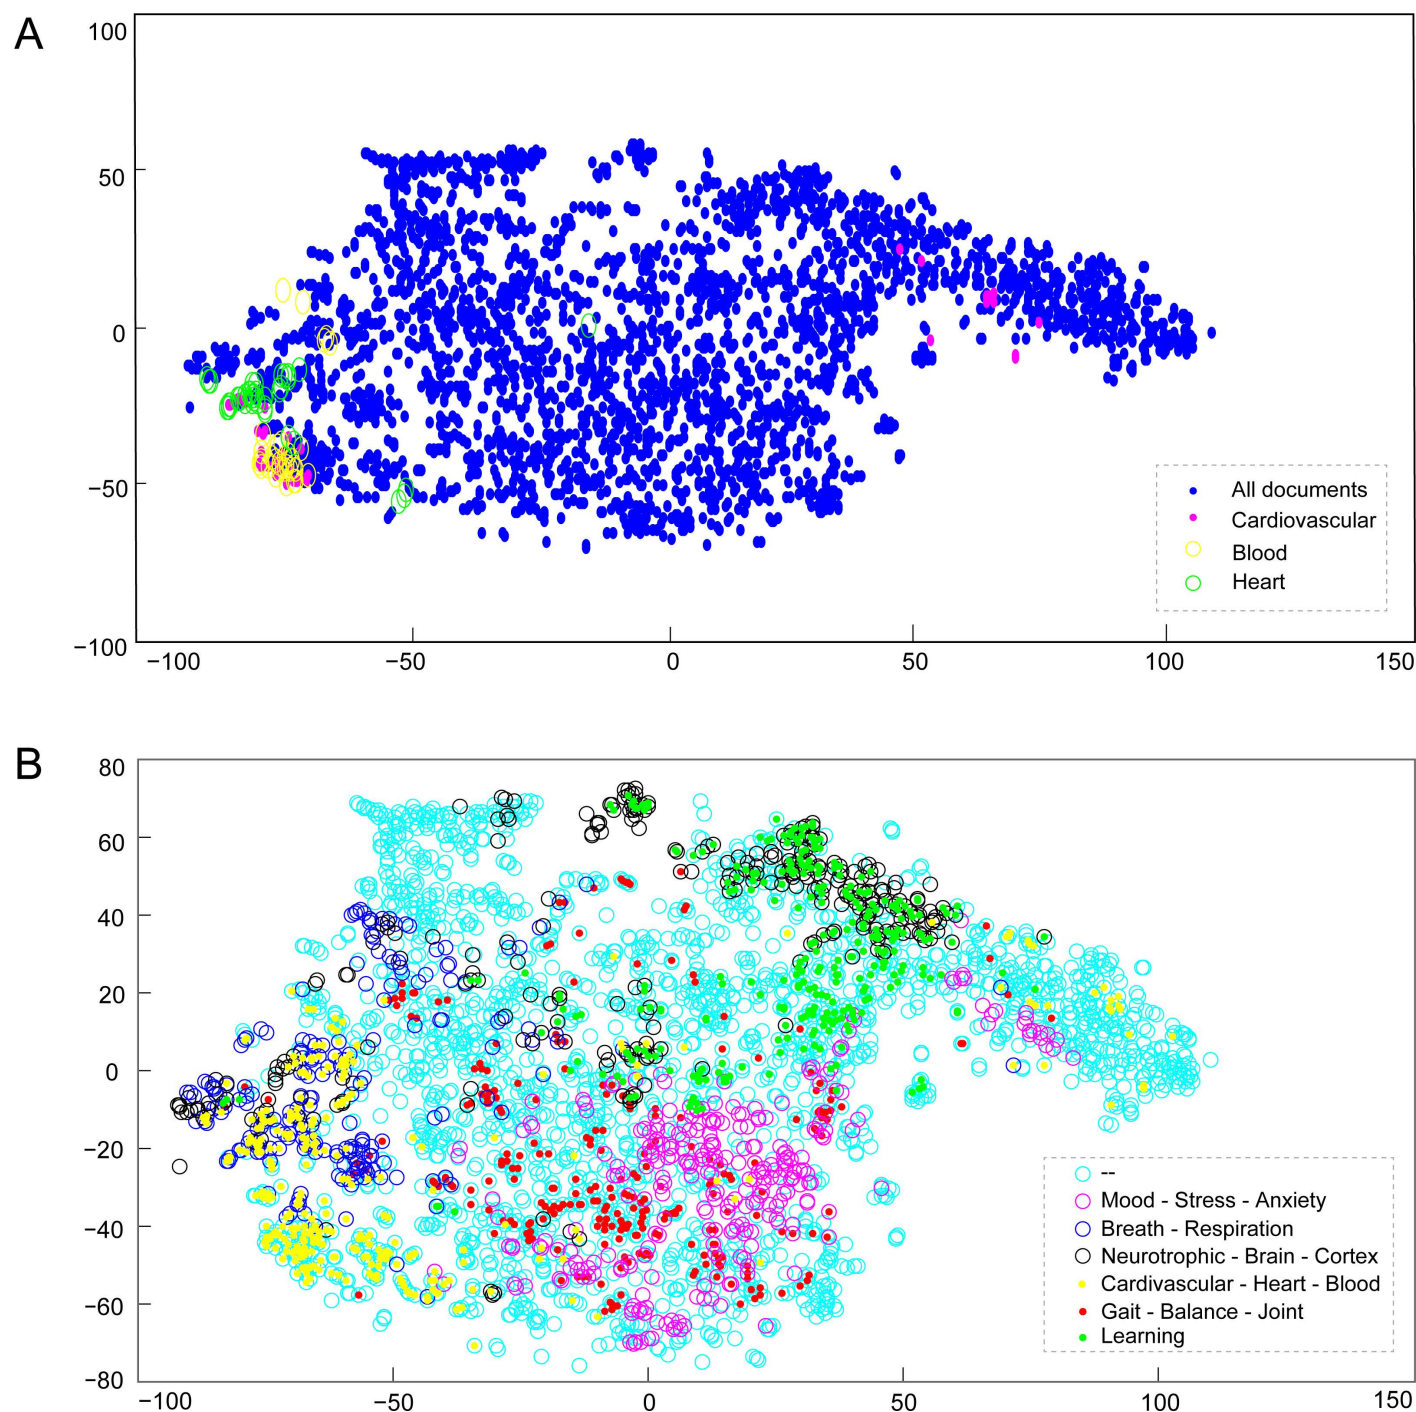 A
100
50
0
−50
−100
−100
−50
0
50
100
150
All documents
Cardiovascular
Blood
Heart
B
80
60
40
20
0
−20
−40
−60
−80
−100
−50
0
50
100
150
--
Mood - Stress - Anxiety
Breath - Respiration
Neurotrophic - Brain - Cortex
Cardivascular - Heart - Blood
Gait - Balance - Joint
Learning